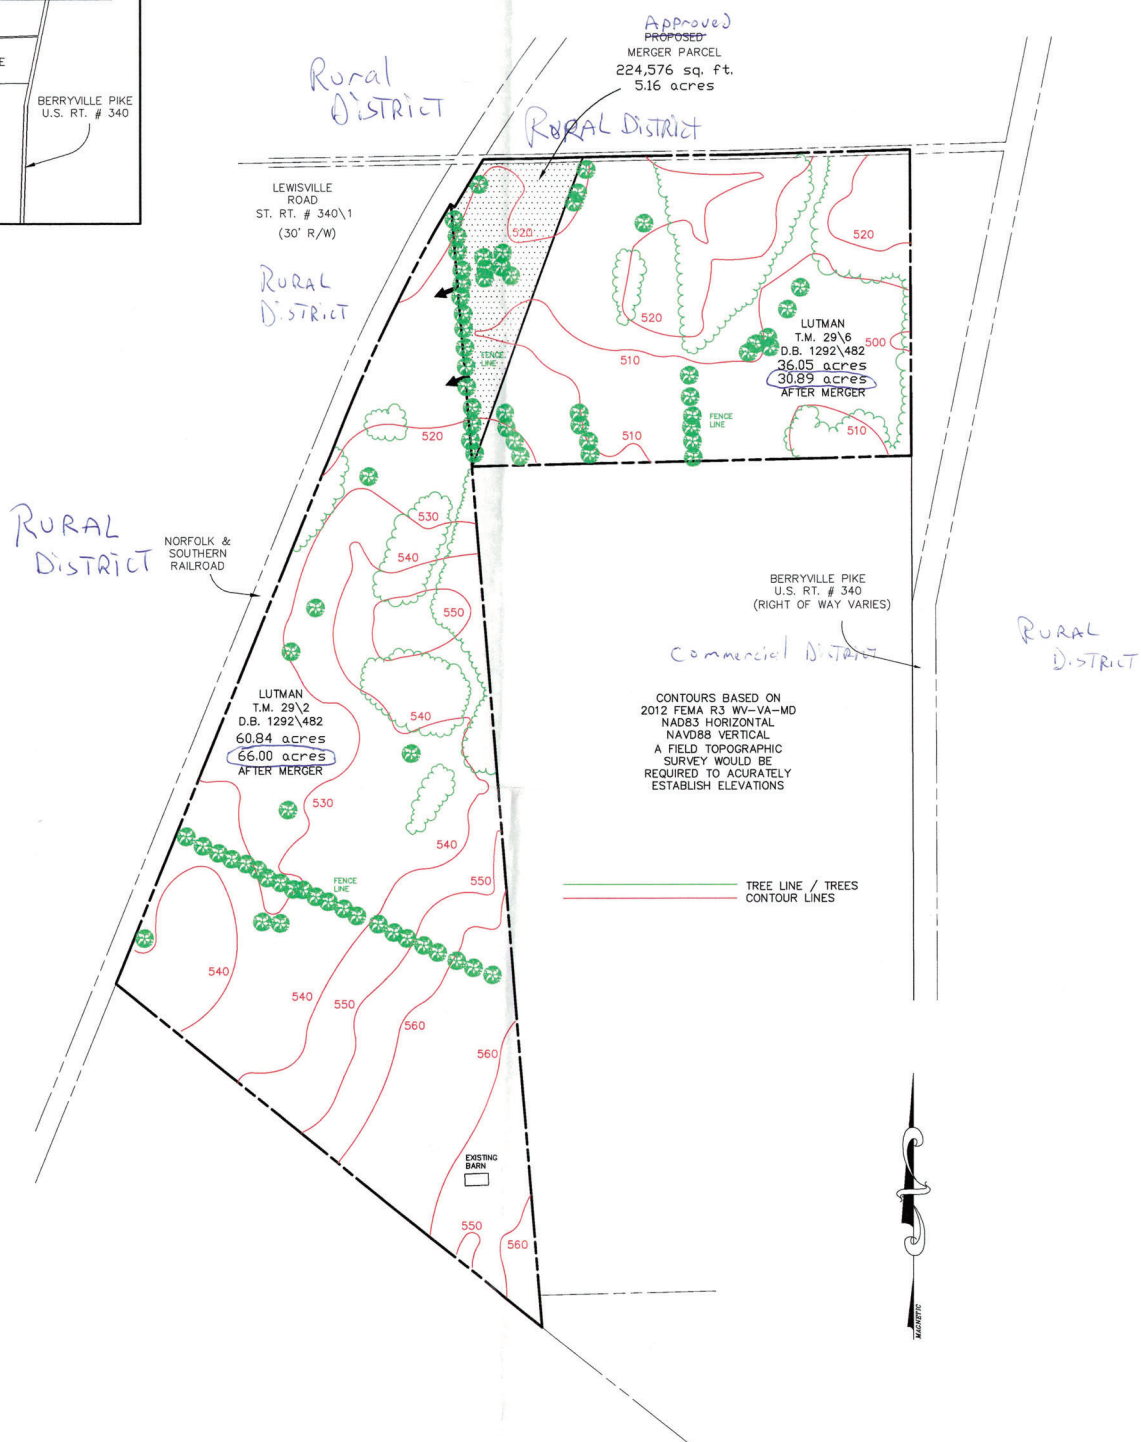 E
BERRYVILLE PIKE
U.S. RT. # 340
Approved
PROPOSED
MERGER PARCEL
224,576 sq. ft.
5.16 acres
Rural
DISTRICT
RURAL DISTRICT
LEWISVILLE
ROAD
ST. RT. # 340\1
(30' R/W)
RURAL
DISTRICT
520
520
520
LUTMAN
T.M. 29\6
D.B. 1292\482
36.05 acres
30.89 acres
AFTER MERGER
500
510
FENCE
LINE
FENCE
LINE
520
510
510
RURAL
DISTRICT
NORFOLK &
SOUTHERN
RAILROAD
530
540
550
BERRYVILLE PIKE
U.S. RT. # 340
(RIGHT OF WAY VARIES)
Commercial District
RURAL
DISTRICT
LUTMAN
T.M. 29\2
D.B. 1292\482
60.84 acres
66.00 acres
AFTER MERGER
540
CONTOURS BASED ON
2012 FEMA R3 WV-VA-MD
NAD83 HORIZONTAL
NAVD88 VERTICAL
A FIELD TOPOGRAPHIC
SURVEY WOULD BE
REQUIRED TO ACURATELY
ESTABLISH ELEVATIONS
530
540
550
FENCE
LINE
TREE LINE / TREES
CONTOUR LINES
540
540
550
560
560
EXISTING
BARN
550
560
MAGNETIC